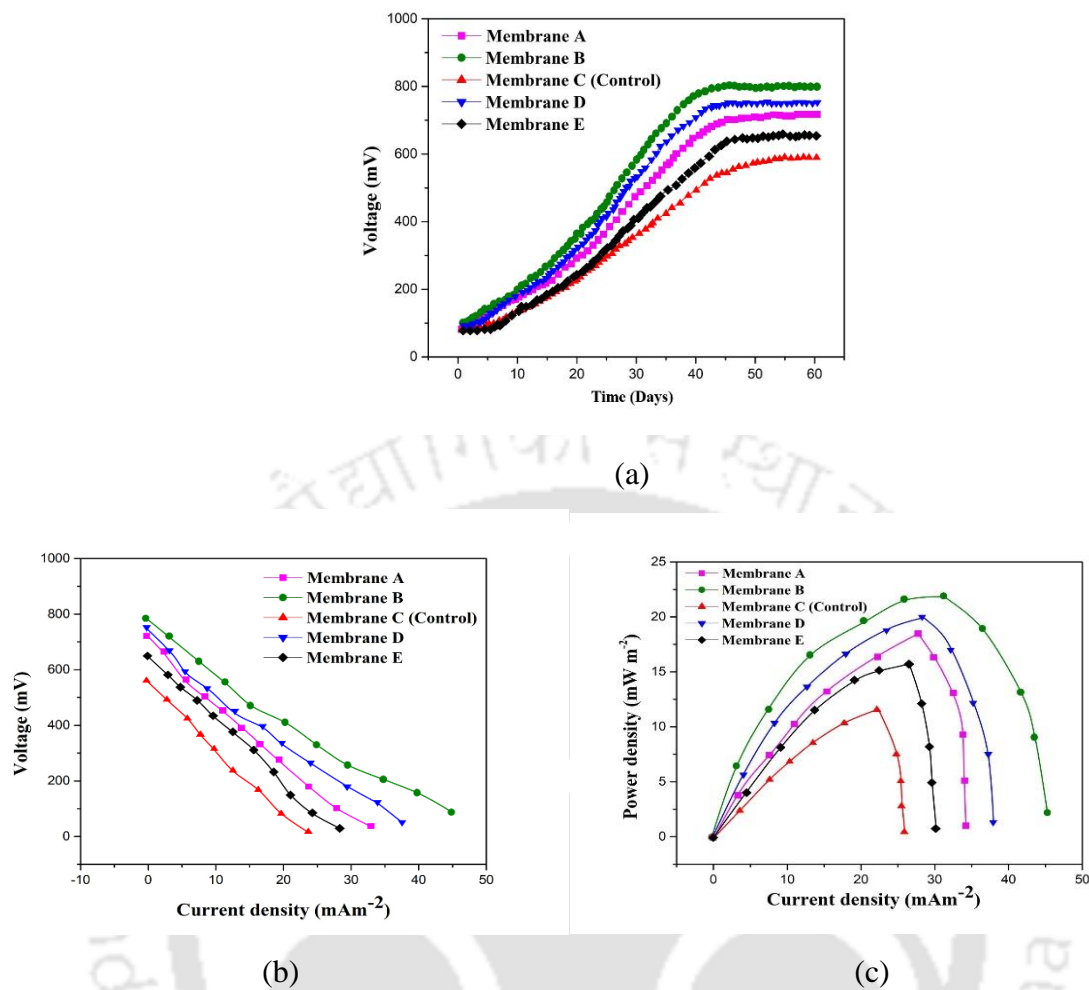 1000
800
600
400
200
0
Voltage (mV)
Membrane A
Membrane B
Membrane C (Control)
Membrane D
Membrane E
0 10 20 30 40 50 60
Time (Days)
(a)
1000
800
600
400
200
0
Voltage (mV)
Membrane A
Membrane B
Membrane C (Control)
Membrane D
Membrane E
-10 0 10 20 30 40 50
Current density (mAm-2)
(b)
25
20
15
10
5
0
Power density (mW m-2)
Membrane A
Membrane B
Membrane C (Control)
Membrane D
Membrane E
0 10 20 30 40 50
Current density (mAm-2)
(c)